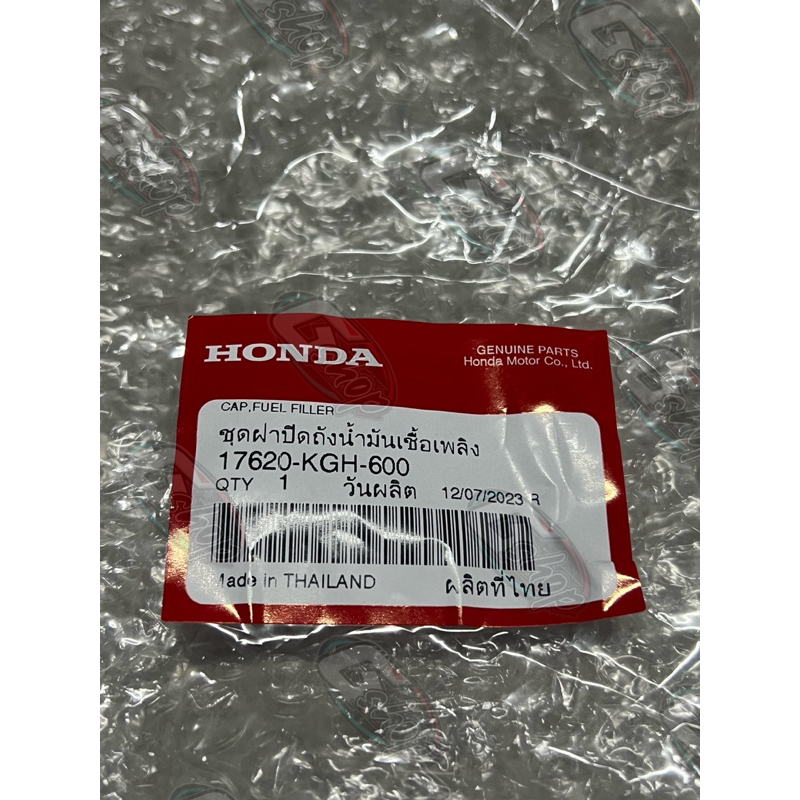 HONDA
GENUINE PARTS
Honda Motor Co., Ltd.
CAP,FUEL FILLER
ชุดฝาปิดถังน้ำมันเชื้อเพลิง
17620-KGH-600
QTY 1 วันผลิต 12/07/2023 R
Made in THAILAND ผลิตที่ไทย
G shop